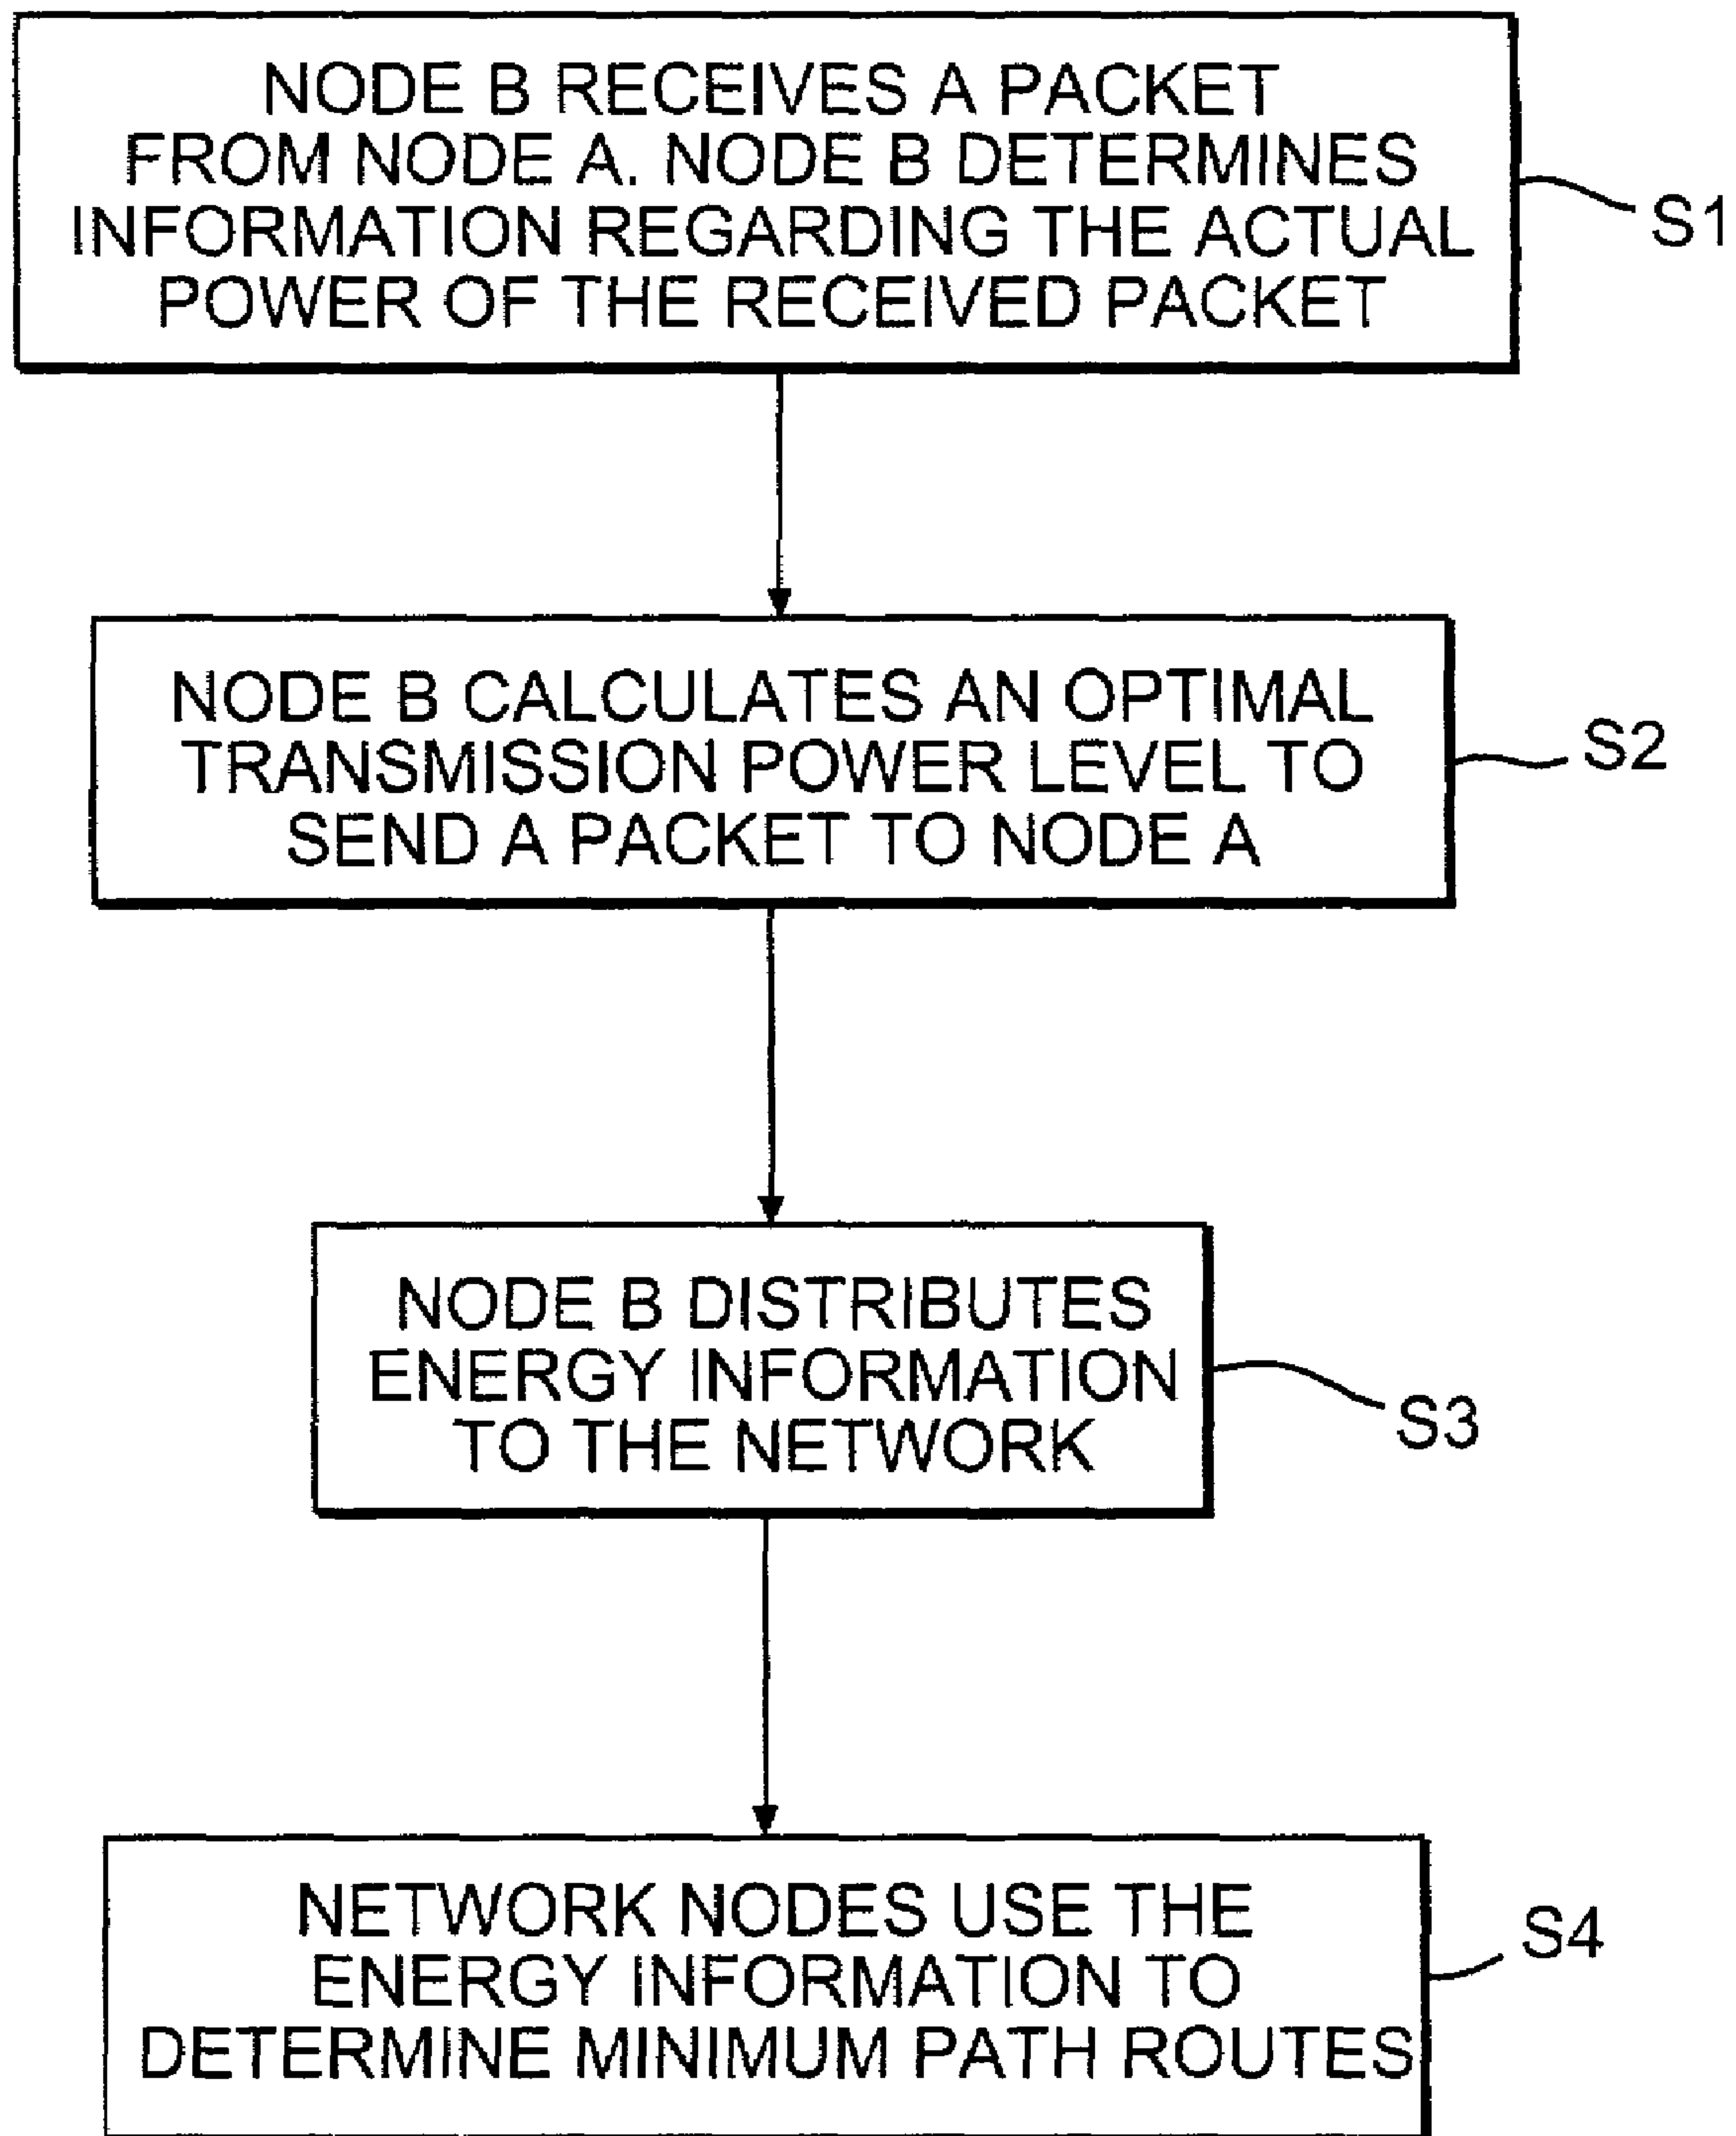 NODE B RECEIVES A PACKET
FROM NODE A. NODE B DETERMINES
INFORMATION REGARDING THE ACTUAL
POWER OF THE RECEIVED PACKET
S1
NODE B CALCULATES AN OPTIMAL
TRANSMISSION POWER LEVEL TO
SEND A PACKET TO NODE A
S2
NODE B DISTRIBUTES
ENERGY INFORMATION
TO THE NETWORK
S3
NETWORK NODES USE THE
ENERGY INFORMATION TO
DETERMINE MINIMUM PATH ROUTES
S4